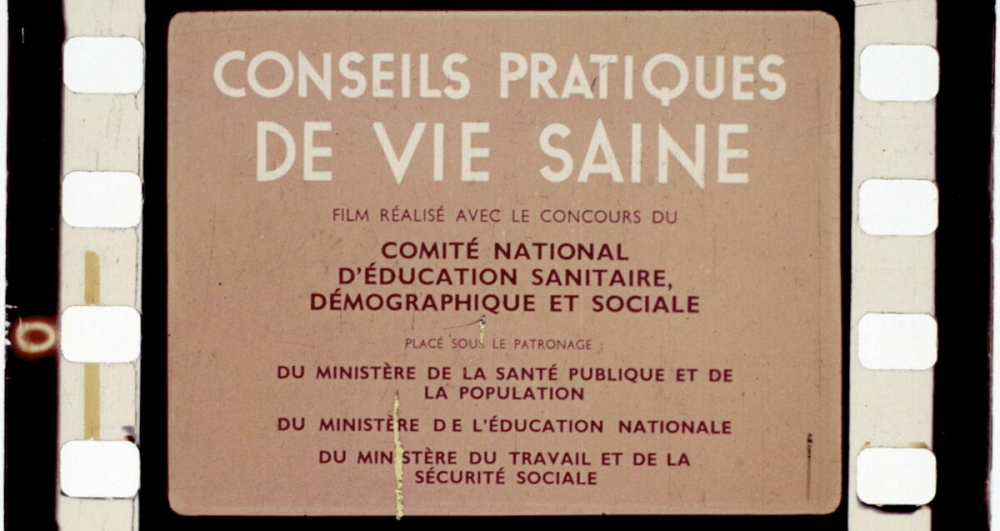 CONSEILS PRATIQUES
DE VIE SAINE
FILM RÉALISÉ AVEC LE CONCOURS DU
COMITÉ NATIONAL
D'ÉDUCATION SANITAIRE,
DÉMOGRAPHIQUE ET SOCIALE
PLACÉ SOUS LE PATRONAGE :
DU MINISTÈRE DE LA SANTÉ PUBLIQUE ET DE
LA POPULATION
DU MINISTÈRE DE L'ÉDUCATION NATIONALE
DU MINISTÈRE DU TRAVAIL ET DE LA
SÉCURITÉ SOCIALE